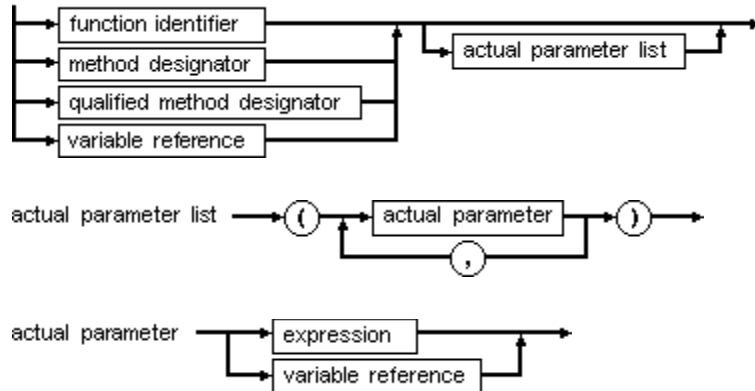 function identifier
method designator
actual parameter list
qualified method designator
variable reference
actual parameter list ( actual parameter )
,
actual parameter expression
variable reference